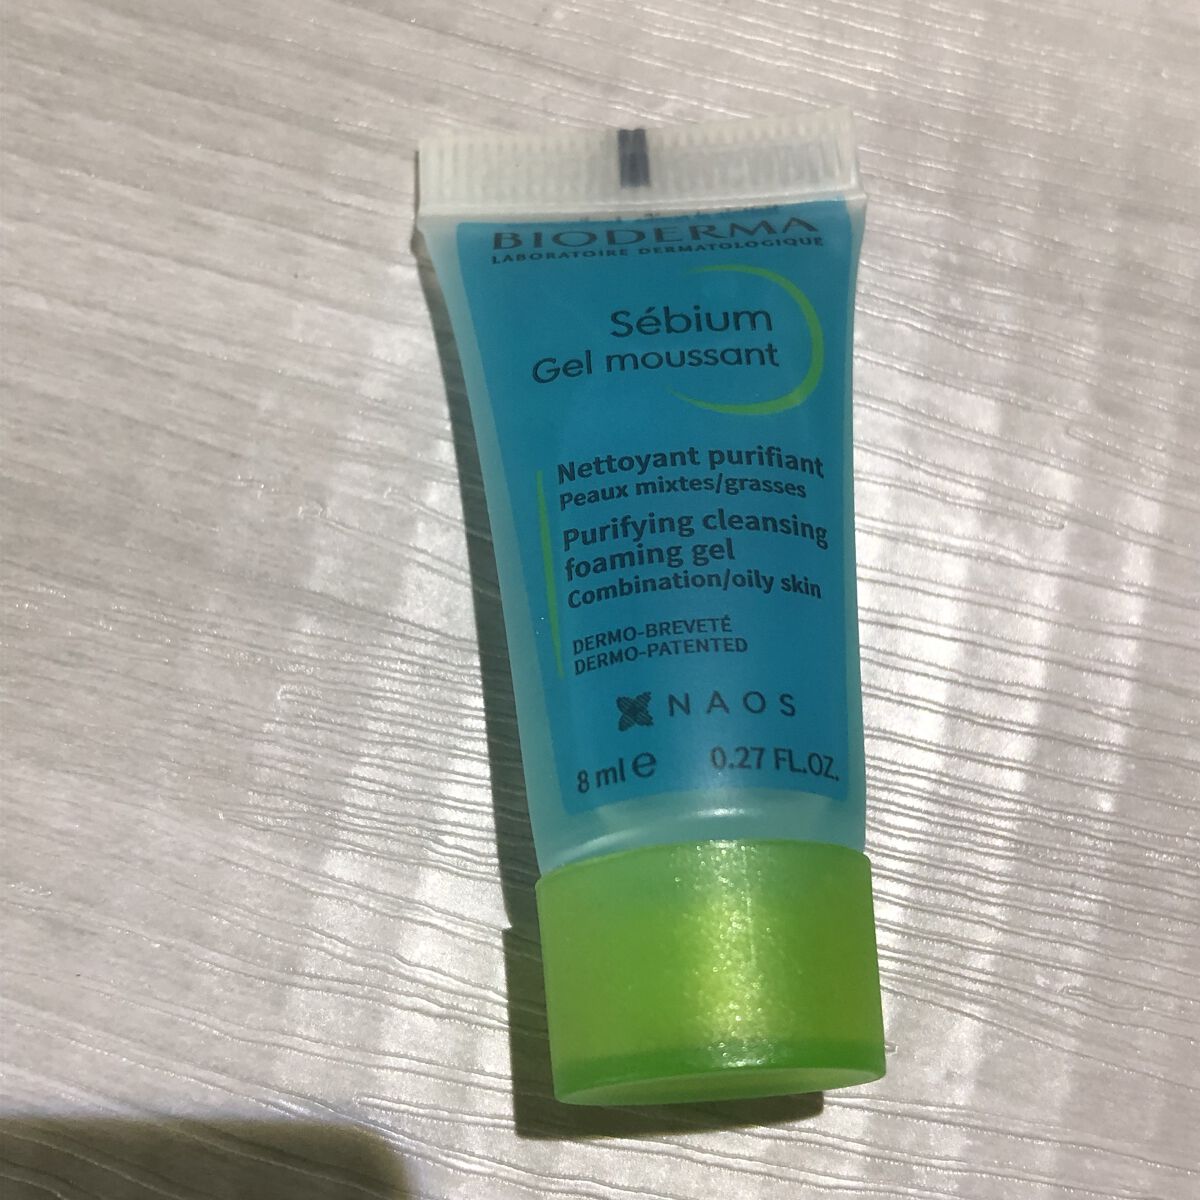 BIODERMA
LABORATOIRE DERMATOLOGIQUE
Sébium
Gel moussant
Nettoyant purifiant
Peaux mixtes/grasses
Purifying cleansing
foaming gel
Combination/oily skin
DERMO-BREVETÉ
DERMO-PATENTED
NAOS
8 ml e 0.27 FL.OZ.